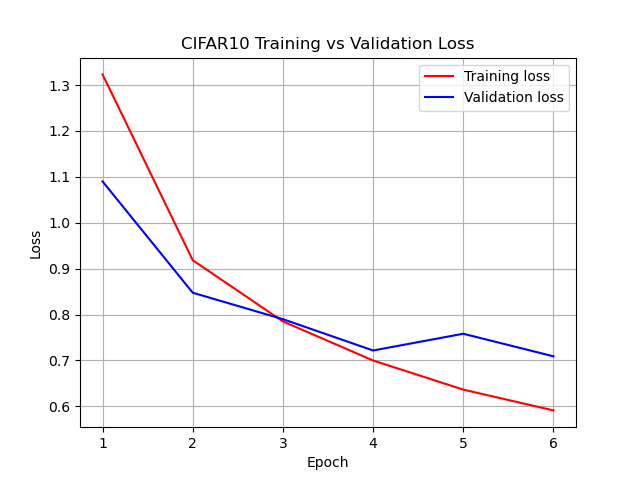 CIFAR10 Training vs Validation Loss
Training loss
Validation loss
1.3
1.2
1.1
1.0
0.9
0.8
0.7
0.6
Loss
1 2 3 4 5 6
Epoch